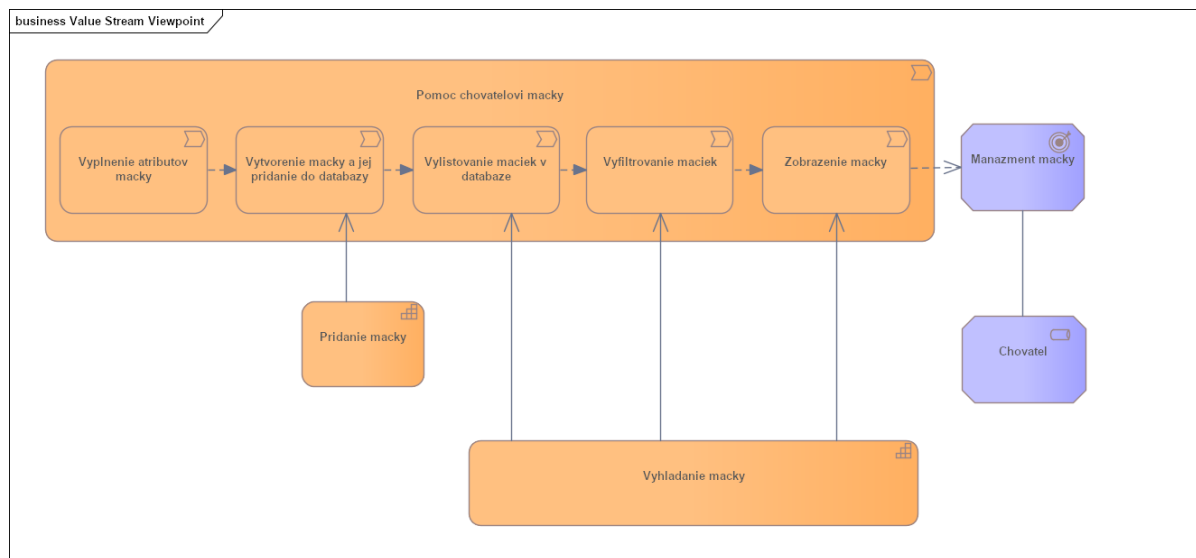 business Value Stream Viewpoint
Pomoc chovatelovi macky
Vyplnenie atributov
macky
Vytvorenie macky a jej
pridanie do databazy
Vylistovanie maciek v
databaze
Vyfiltrovanie maciek
Zobrazenie macky
Manazment macky
Pridanie macky
Chovatel
Vyhladanie macky